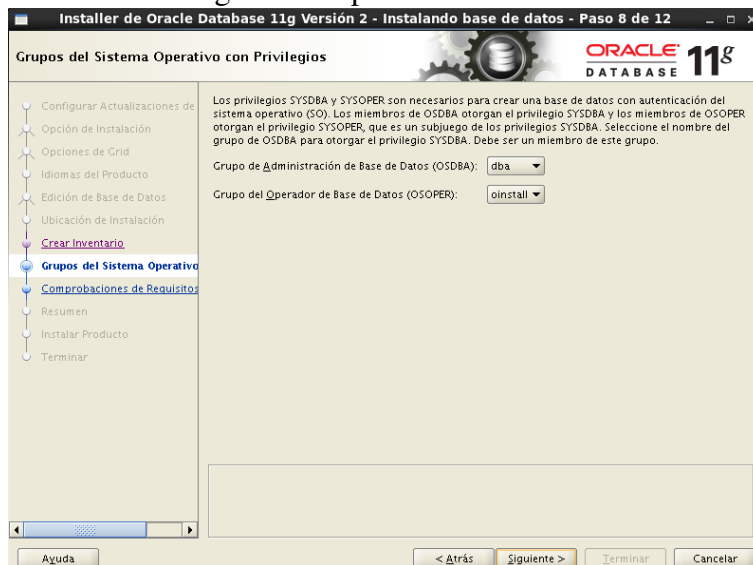 Installer de Oracle Database 11g Versión 2 - Instalando base de datos - Paso 8 de 12
Grupos del Sistema Operativo con Privilegios
ORACLE
DATABASE
11g
Configurar Actualizaciones de
Opción de Instalación
Opciones de Grid
Idiomas del Producto
Edición de Base de Datos
Ubicación de Instalación
Crear Inventario
Grupos del Sistema Operativo
Comprobaciones de Requisitos
Resumen
Instalar Producto
Terminar
Los privilegios SYSDBA y SYSOPER son necesarios para crear una base de datos con autenticación del
sistema operativo (SO). Los miembros de OSDBA otorgan el privilegio SYSDBA y los miembros de OSOPER
otorgan el privilegio SYSOPER, que es un subjuego de los privilegios SYSDBA. Seleccione el nombre del
grupo de OSDBA para otorgar el privilegio SYSDBA. Debe ser un miembro de este grupo.
Grupo de Administración de Base de Datos (OSDBA): dba
Grupo del Operador de Base de Datos (OSOPER): oinstall
Ayuda
< Atrás
Siguiente >
Terminar
Cancelar